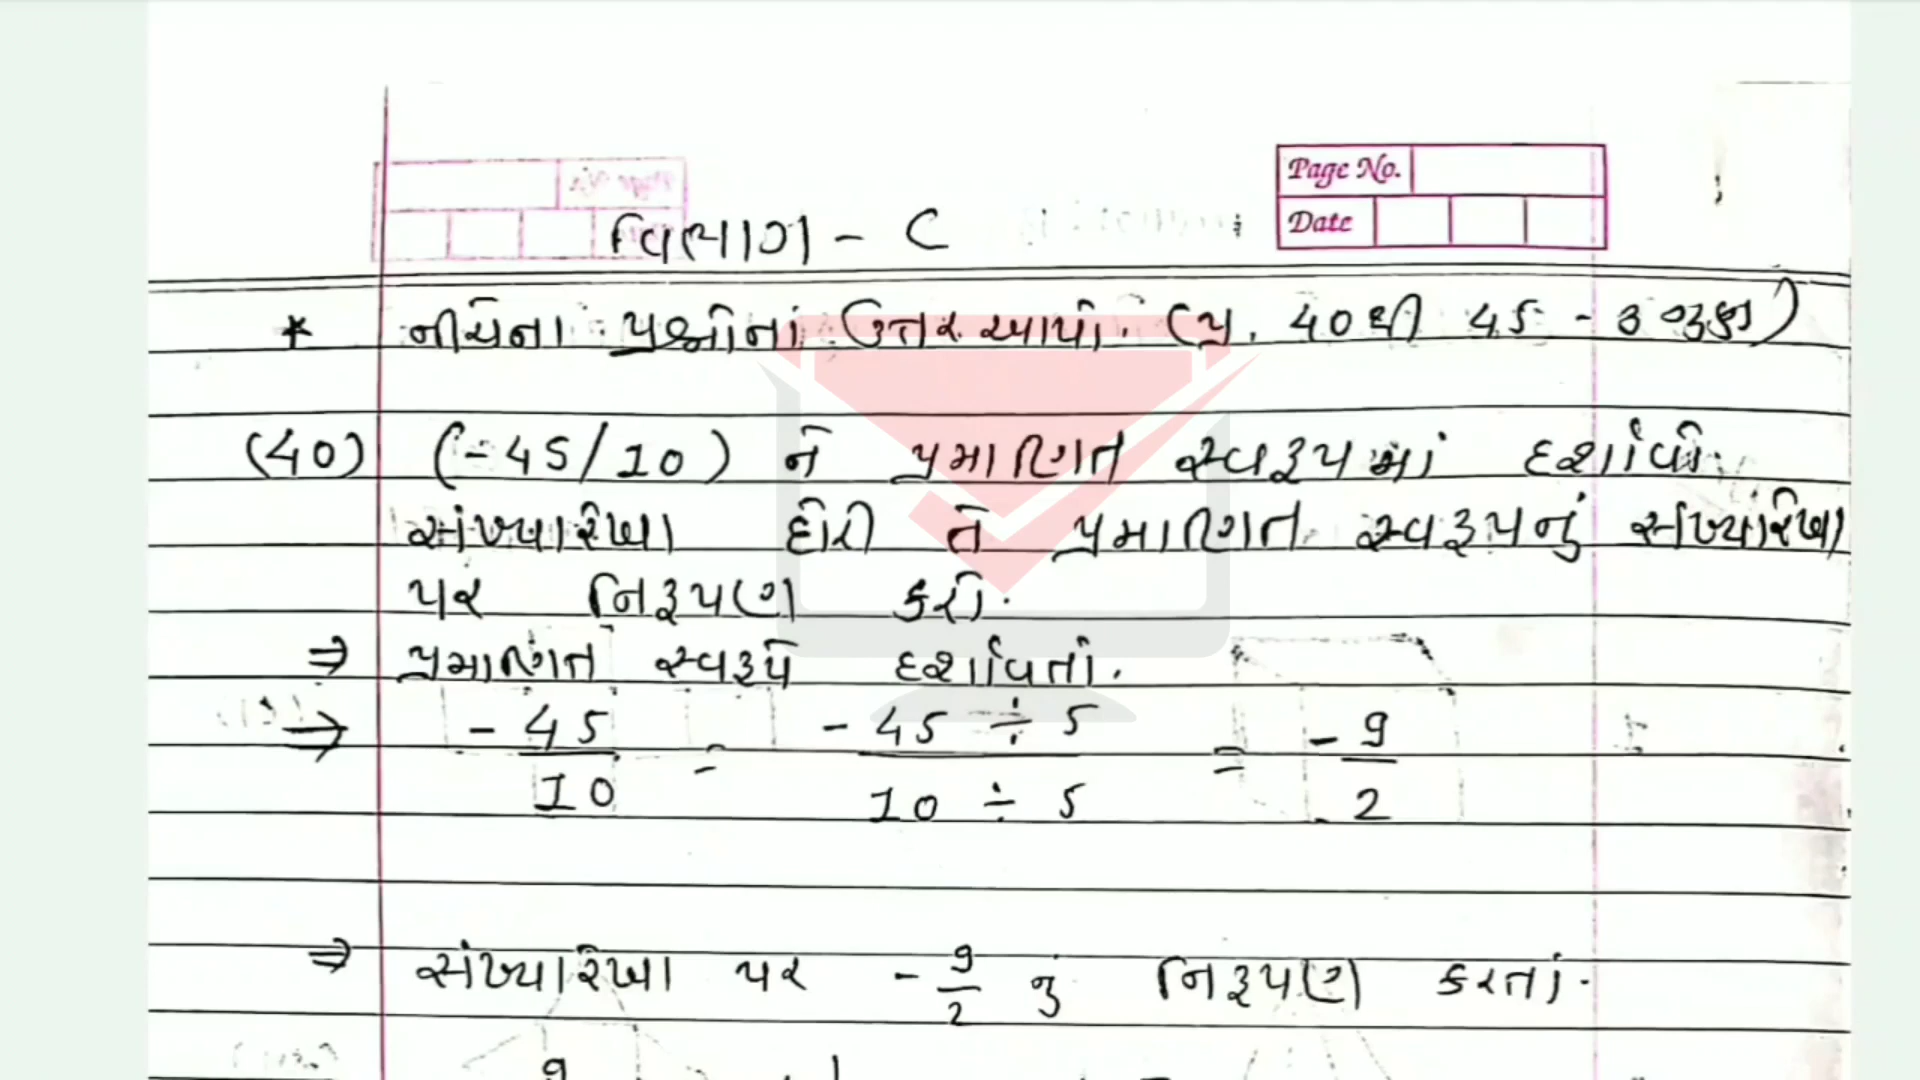 Page No.
Date
વિભાગ - C
* નીચેના પ્રશ્નોનાં ઉત્તર આપો. (પ્ર. 40થી 45 - 3 ગુણ)
(40) (-45/10) ને પ્રમાણિત સ્વરૂપમાં દર્શાવો.
સંખ્યારેખા દોરી તે પ્રમાણિત સ્વરૂપનું સંખ્યારેખા
પર નિરૂપણ કરો.
⇒ પ્રમાણિત સ્વરૂપે દર્શાવતાં.
⇒ -45/10 = -45 ÷ 5 / 10 ÷ 5 = -9/2
⇒ સંખ્યારેખા પર -9/2 નું નિરૂપણ કરતાં.